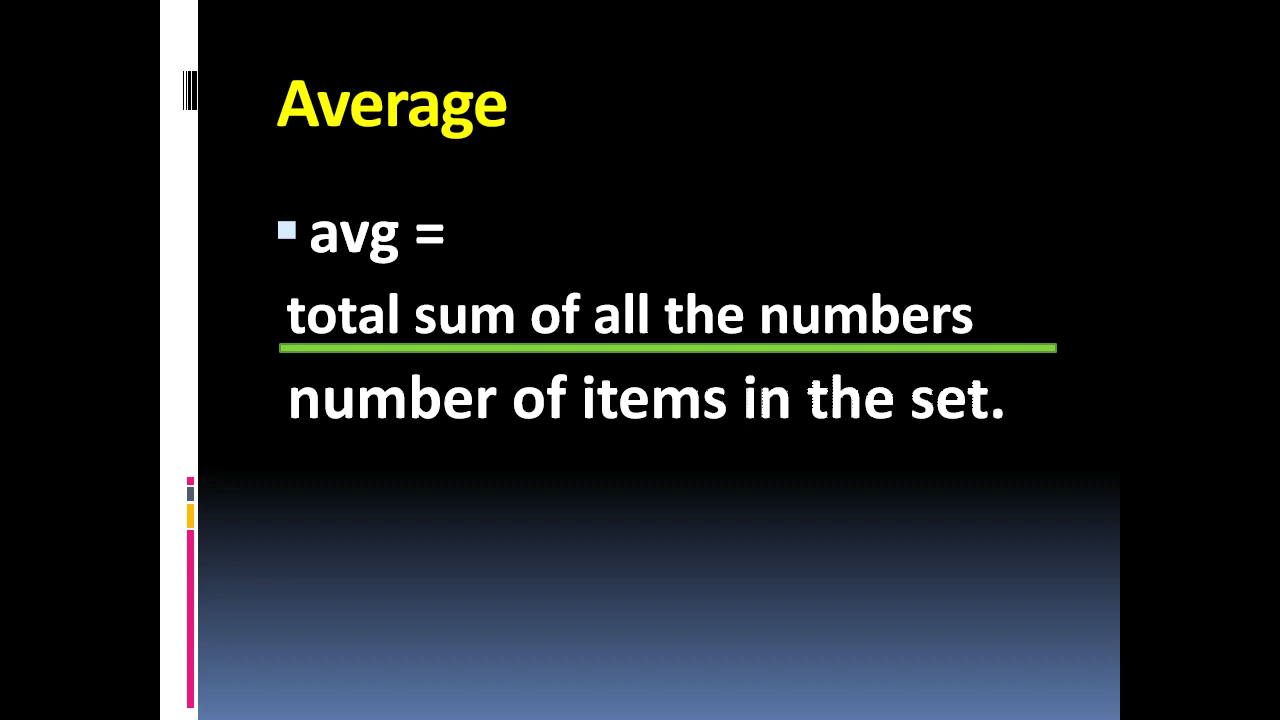 Average
avg =
total sum of all the numbers
number of items in the set.